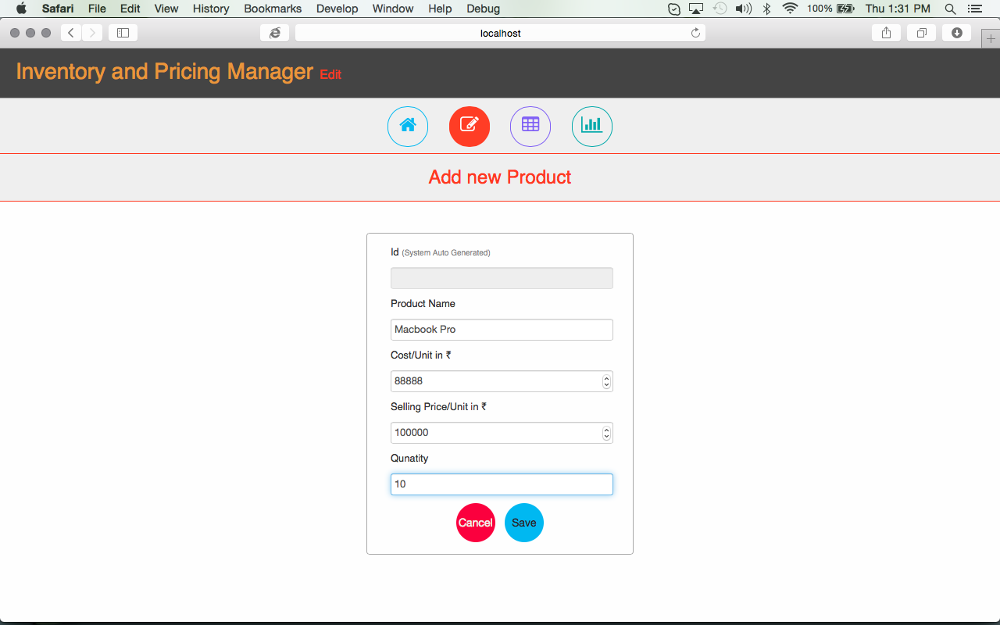 Safari File Edit View History Bookmarks Develop Window Help Debug 100% Thu 1:31 PM
localhost
Inventory and Pricing Manager Edit
Add new Product
Id (System Auto Generated)
Product Name
Macbook Pro
Cost/Unit in ₹
88888
Selling Price/Unit in ₹
100000
Qunatity
10
Cancel Save